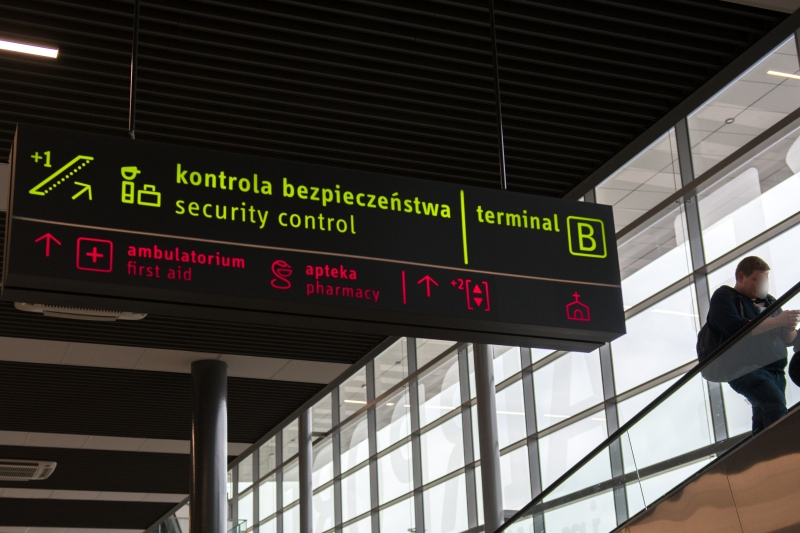 +1
kontrola bezpieczeństwa
security control
terminal B
ambulatorium
first aid
apteka
pharmacy
+2